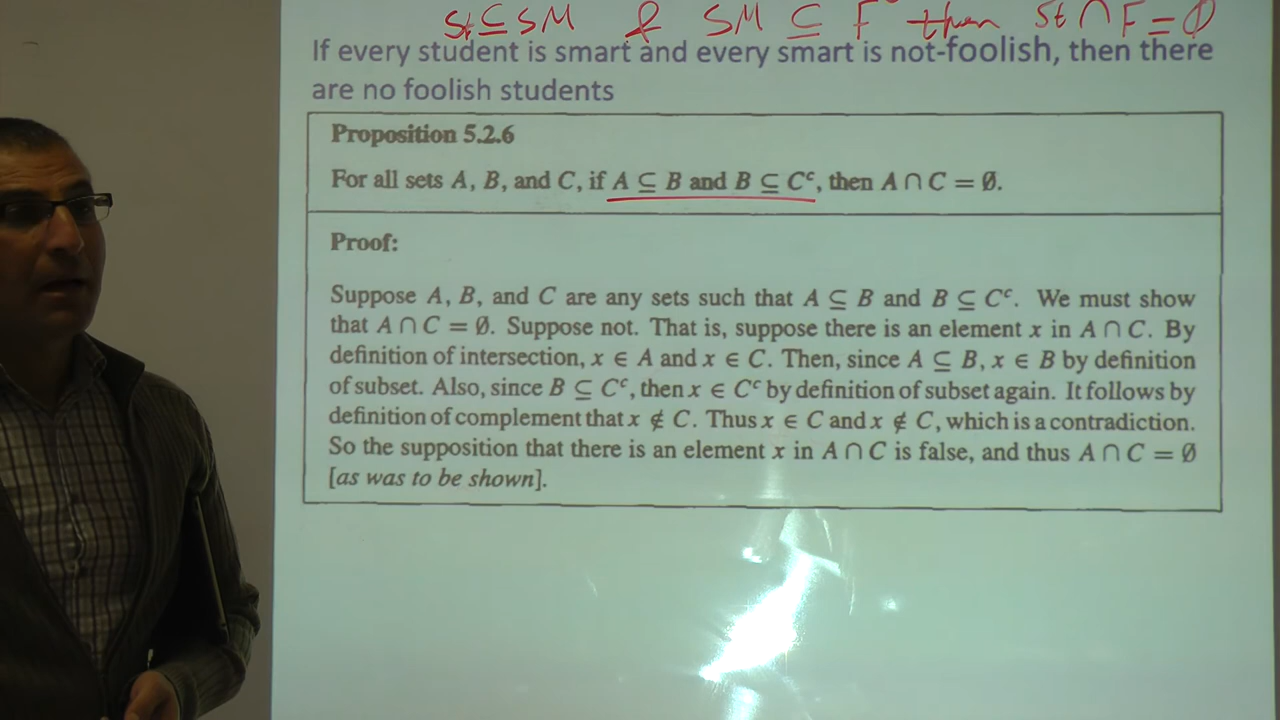 St ⊆ SM & SM ⊆ F then St ∩ F = ∅
If every student is smart and every smart is not-foolish, then there
are no foolish students
Proposition 5.2.6
For all sets A, B, and C, if A ⊆ B and B ⊆ Cᶜ, then A ∩ C = ∅.
Proof:
Suppose A, B, and C are any sets such that A ⊆ B and B ⊆ Cᶜ. We must show
that A ∩ C = ∅. Suppose not. That is, suppose there is an element x in A ∩ C. By
definition of intersection, x ∈ A and x ∈ C. Then, since A ⊆ B, x ∈ B by definition
of subset. Also, since B ⊆ Cᶜ, then x ∈ Cᶜ by definition of subset again. It follows by
definition of complement that x ∉ C. Thus x ∈ C and x ∉ C, which is a contradiction.
So the supposition that there is an element x in A ∩ C is false, and thus A ∩ C = ∅
[as was to be shown].